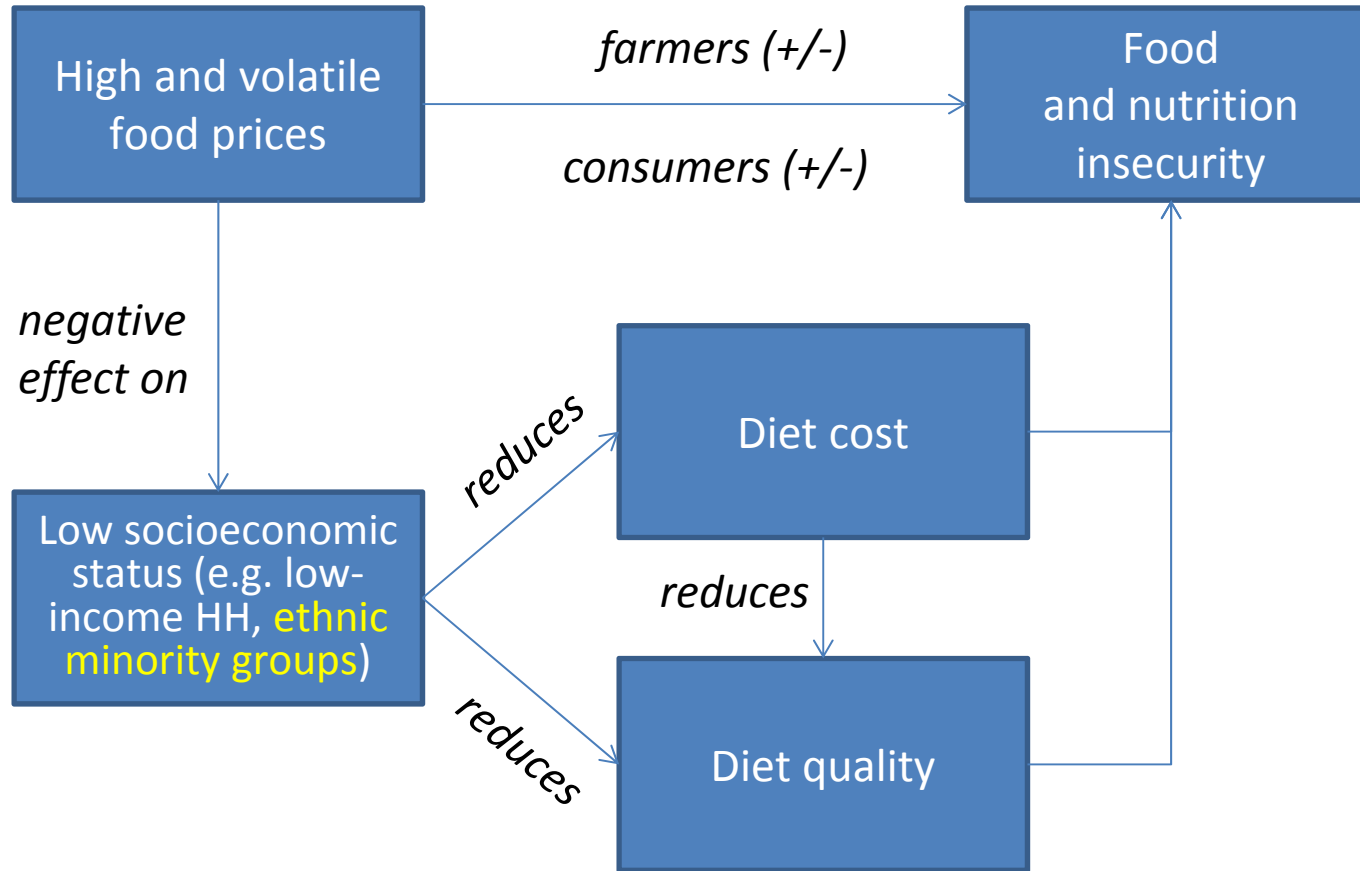 High and volatile
food prices
farmers (+/-)
consumers (+/-)
Food
and nutrition
insecurity
negative
effect on
Low socioeconomic
status (e.g. low-
income HH, ethnic
minority groups)
reduces
Diet cost
reduces
reduces
Diet quality